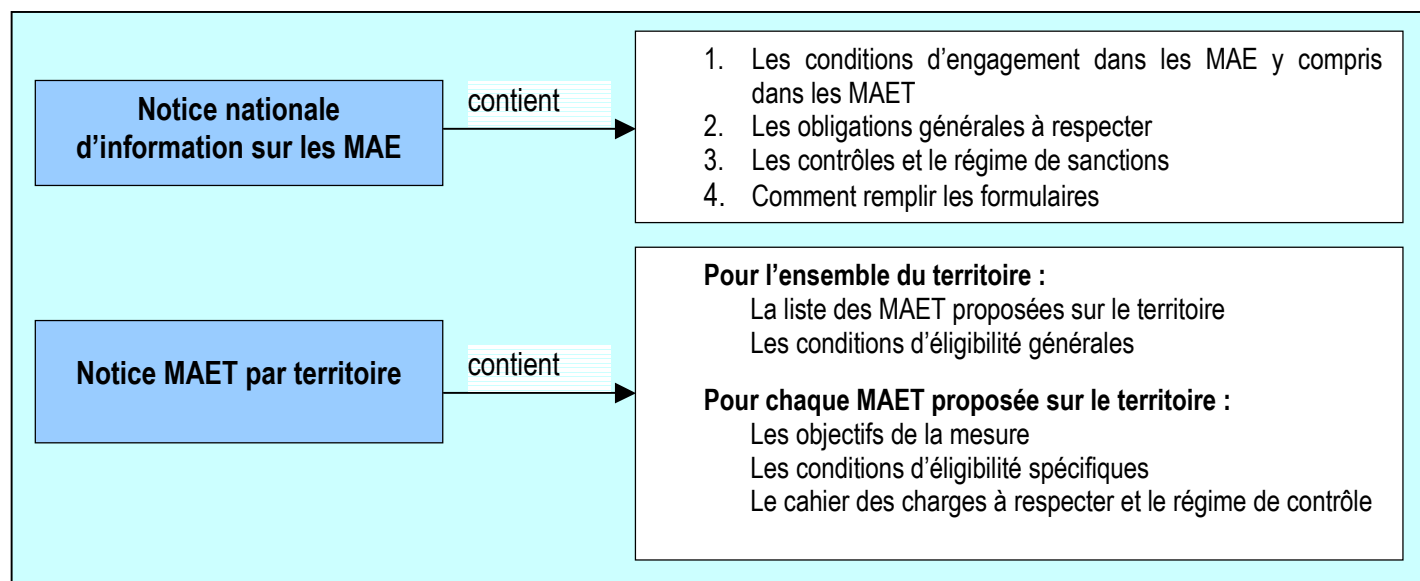 Notice nationale
d'information sur les MAE
contient
1. Les conditions d'engagement dans les MAE y compris
dans les MAET
2. Les obligations générales à respecter
3. Les contrôles et le régime de sanctions
4. Comment remplir les formulaires
Notice MAET par territoire
contient
Pour l'ensemble du territoire :
La liste des MAET proposées sur le territoire
Les conditions d'éligibilité générales
Pour chaque MAET proposée sur le territoire :
Les objectifs de la mesure
Les conditions d'éligibilité spécifiques
Le cahier des charges à respecter et le régime de contrôle